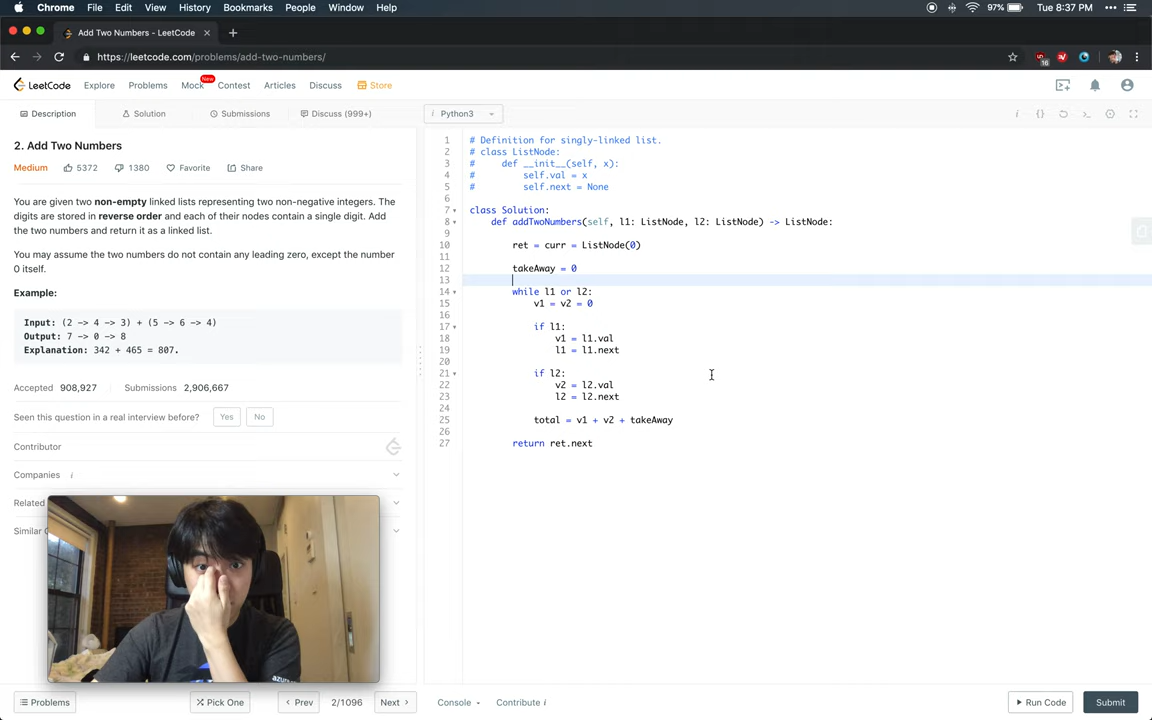 Chrome File Edit View History Bookmarks People Window Help 97% Tue 8:37 PM
Add Two Numbers - LeetCode
https://leetcode.com/problems/add-two-numbers/
16
LeetCode Explore Problems Mock New Contest Articles Discuss Store
Description Solution Submissions Discuss (999+) i Python3
2. Add Two Numbers
Medium 5372 1380 Favorite Share
You are given two non-empty linked lists representing two non-negative integers. The
digits are stored in reverse order and each of their nodes contain a single digit. Add
the two numbers and return it as a linked list.
You may assume the two numbers do not contain any leading zero, except the number
0 itself.
Example:
Input: (2 -> 4 -> 3) + (5 -> 6 -> 4)
Output: 7 -> 0 -> 8
Explanation: 342 + 465 = 807.
Accepted 908,927 Submissions 2,906,667
Seen this question in a real interview before? Yes No
Contributor
Companies i
Related
Similar
1 # Definition for singly-linked list.
2 # class ListNode:
3 #     def __init__(self, x):
4 #         self.val = x
5 #         self.next = None
6
7 class Solution:
8     def addTwoNumbers(self, l1: ListNode, l2: ListNode) -> ListNode:
9
10         ret = curr = ListNode(0)
11
12         takeAway = 0
13
14         while l1 or l2:
15             v1 = v2 = 0
16
17             if l1:
18                 v1 = l1.val
19                 l1 = l1.next
20
21             if l2:
22                 v2 = l2.val
23                 l2 = l2.next
24
25             total = v1 + v2 + takeAway
26
27         return ret.next
Problems Pick One Prev 2/1096 Next Console Contribute i Run Code Submit